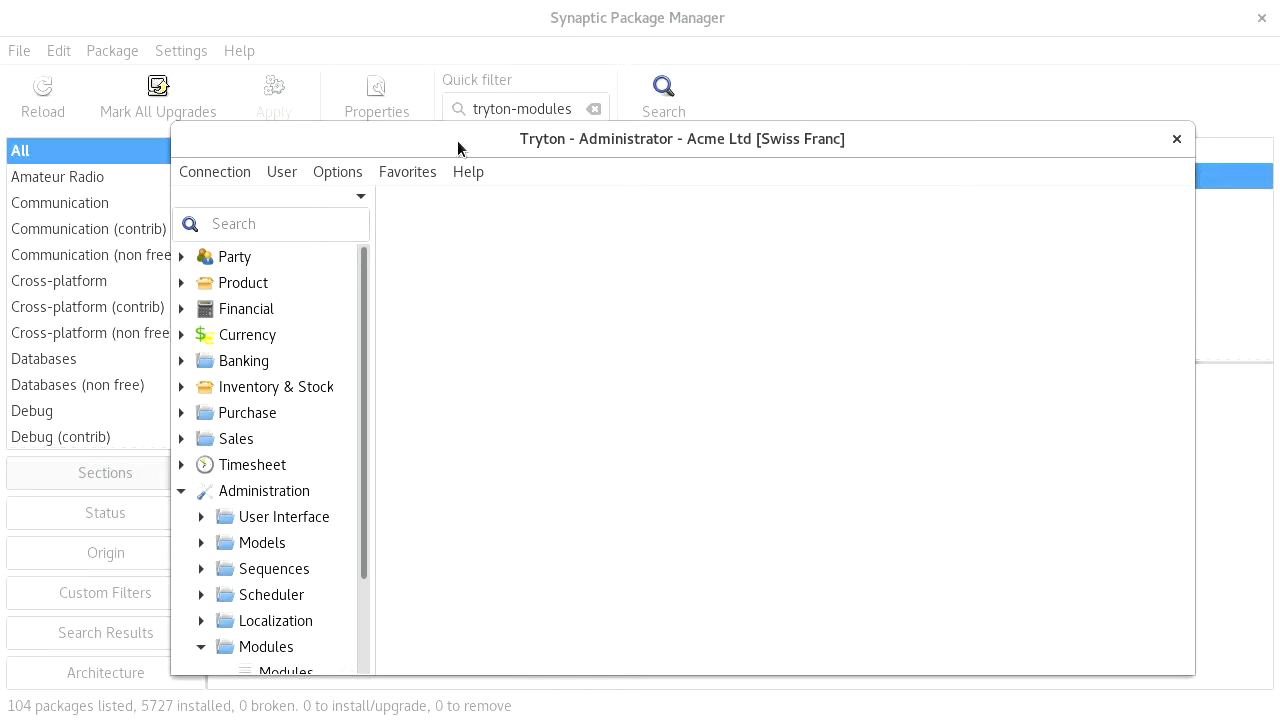 Synaptic Package Manager
File Edit Package Settings Help
Quick filter
Reload Mark All Upgrades Apply Properties tryton-modules Search
Tryton - Administrator - Acme Ltd [Swiss Franc]
Connection User Options Favorites Help
Search
Party
Product
Financial
Currency
Banking
Inventory & Stock
Purchase
Sales
Timesheet
Administration
User Interface
Models
Sequences
Scheduler
Localization
Modules
Modules
All
Amateur Radio
Communication
Communication (contrib)
Communication (non free
Cross-platform
Cross-platform (contrib)
Cross-platform (non free
Databases
Databases (non free)
Debug
Debug (contrib)
Sections
Status
Origin
Custom Filters
Search Results
Architecture
104 packages listed, 5727 installed, 0 broken. 0 to install/upgrade, 0 to remove